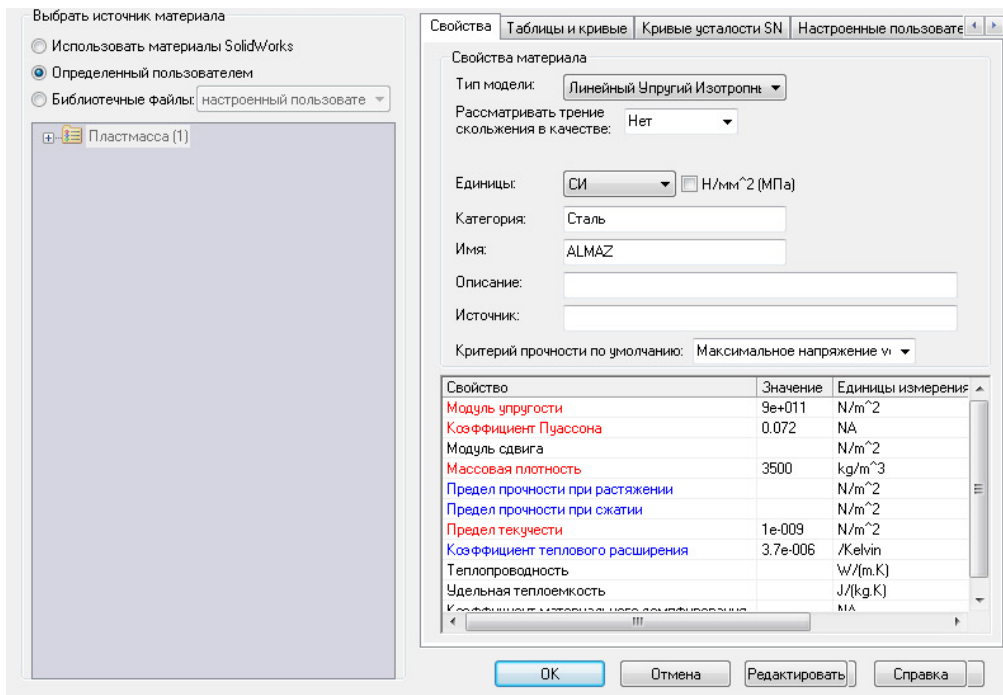 Выбрать источник материала
Использовать материалы SolidWorks
Определенный пользователем
Библиотечные файлы: настроенный пользовате
Пластмасса (1)
Свойства Таблицы и кривые Кривые усталости SN Настроенные пользовате
Свойства материала
Тип модели: Линейный Упругий Изотропны
Рассматривать трение
скольжения в качестве: Нет
Единицы: СИ Н/мм^2 (МПа)
Категория: Сталь
Имя: ALMAZ
Описание:
Источник:
Критерий прочности по умолчанию: Максимальное напряжение
Свойство Значение Единицы измерения
Модуль упругости 9e+011 N/m^2
Коэффициент Пуассона 0.072 NA
Модуль сдвига N/m^2
Массовая плотность 3500 kg/m^3
Предел прочности при растяжении N/m^2
Предел прочности при сжатии N/m^2
Предел текучести 1e-009 N/m^2
Коэффициент теплового расширения 3.7e-006 /Kelvin
Теплопроводность W/(m.K)
Удельная теплоемкость J/(kg.K)
Коэффициент материального демпфирования NA
OK Отмена Редактировать Справка